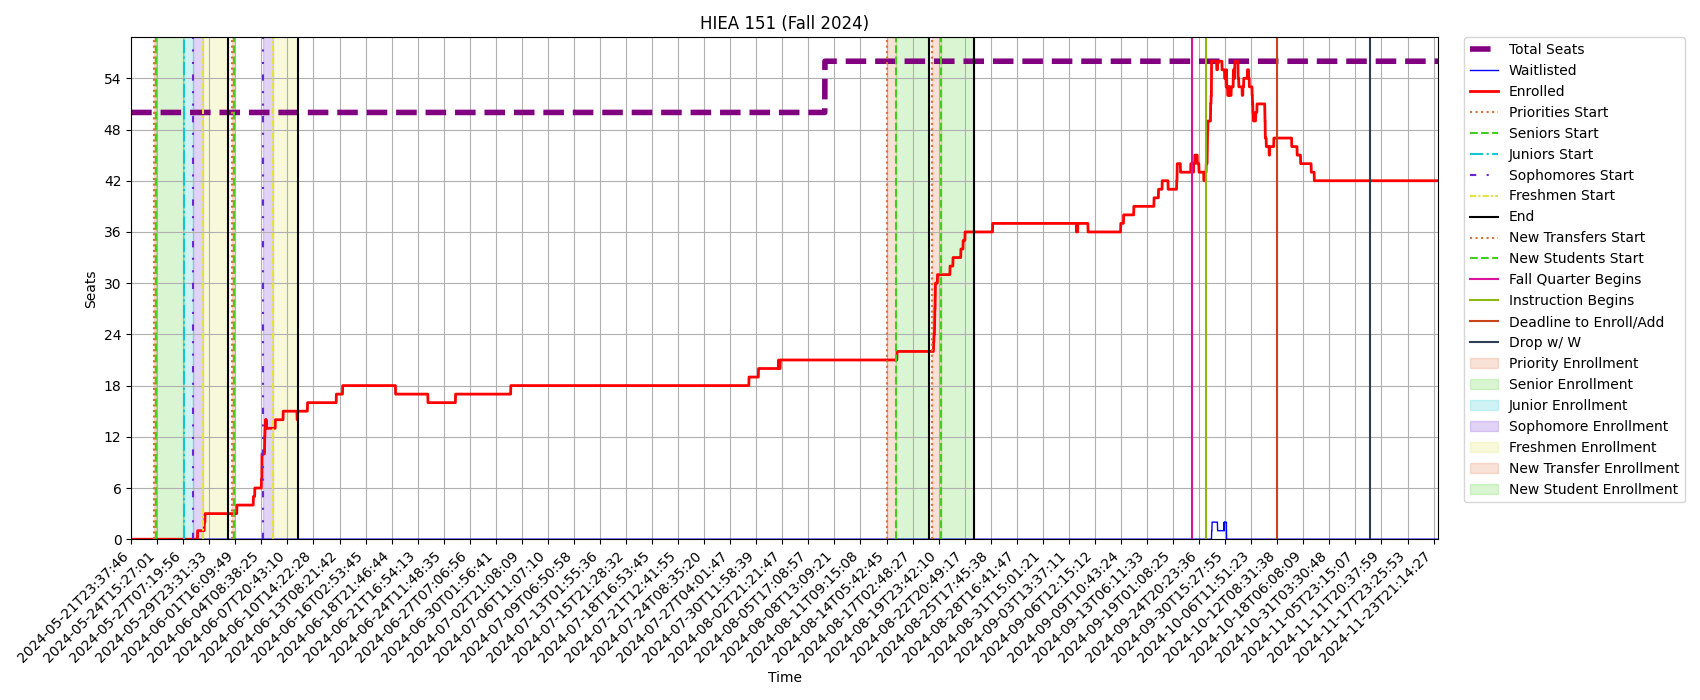 HIEA 151 (Fall 2024)
Seats
54
48
42
36
30
24
18
12
6
0
2024-05-21T23:37:46
2024-05-24T15:27:01
2024-05-27T07:19:56
2024-05-29T23:31:33
2024-06-01T16:09:49
2024-06-04T08:38:25
2024-06-07T20:43:10
2024-06-10T14:22:28
2024-06-13T08:21:42
2024-06-16T02:53:45
2024-06-18T21:46:44
2024-06-21T16:54:13
2024-06-24T11:48:35
2024-06-27T07:06:56
2024-06-30T01:56:41
2024-07-02T21:08:09
2024-07-06T11:07:10
2024-07-09T06:50:58
2024-07-13T01:55:36
2024-07-15T21:28:32
2024-07-18T16:53:45
2024-07-21T12:41:55
2024-07-24T08:35:20
2024-07-27T04:01:47
2024-07-30T11:58:39
2024-08-02T21:21:47
2024-08-05T17:08:57
2024-08-08T13:09:21
2024-08-11T09:15:08
2024-08-14T05:42:45
2024-08-17T02:48:27
2024-08-19T23:42:10
2024-08-22T20:49:17
2024-08-25T17:45:38
2024-08-28T16:41:47
2024-08-31T15:01:21
2024-09-03T13:37:11
2024-09-06T12:15:12
2024-09-09T10:43:24
2024-09-13T06:11:33
2024-09-19T01:08:25
2024-09-24T20:23:36
2024-09-30T15:27:55
2024-10-06T11:51:23
2024-10-12T08:31:38
2024-10-18T06:08:09
2024-10-31T03:30:48
2024-11-05T23:15:07
2024-11-11T20:37:59
2024-11-17T23:25:53
2024-11-23T21:14:27
Time
Total Seats
Waitlisted
Enrolled
Priorities Start
Seniors Start
Juniors Start
Sophomores Start
Freshmen Start
End
New Transfers Start
New Students Start
Fall Quarter Begins
Instruction Begins
Deadline to Enroll/Add
Drop w/ W
Priority Enrollment
Senior Enrollment
Junior Enrollment
Sophomore Enrollment
Freshmen Enrollment
New Transfer Enrollment
New Student Enrollment